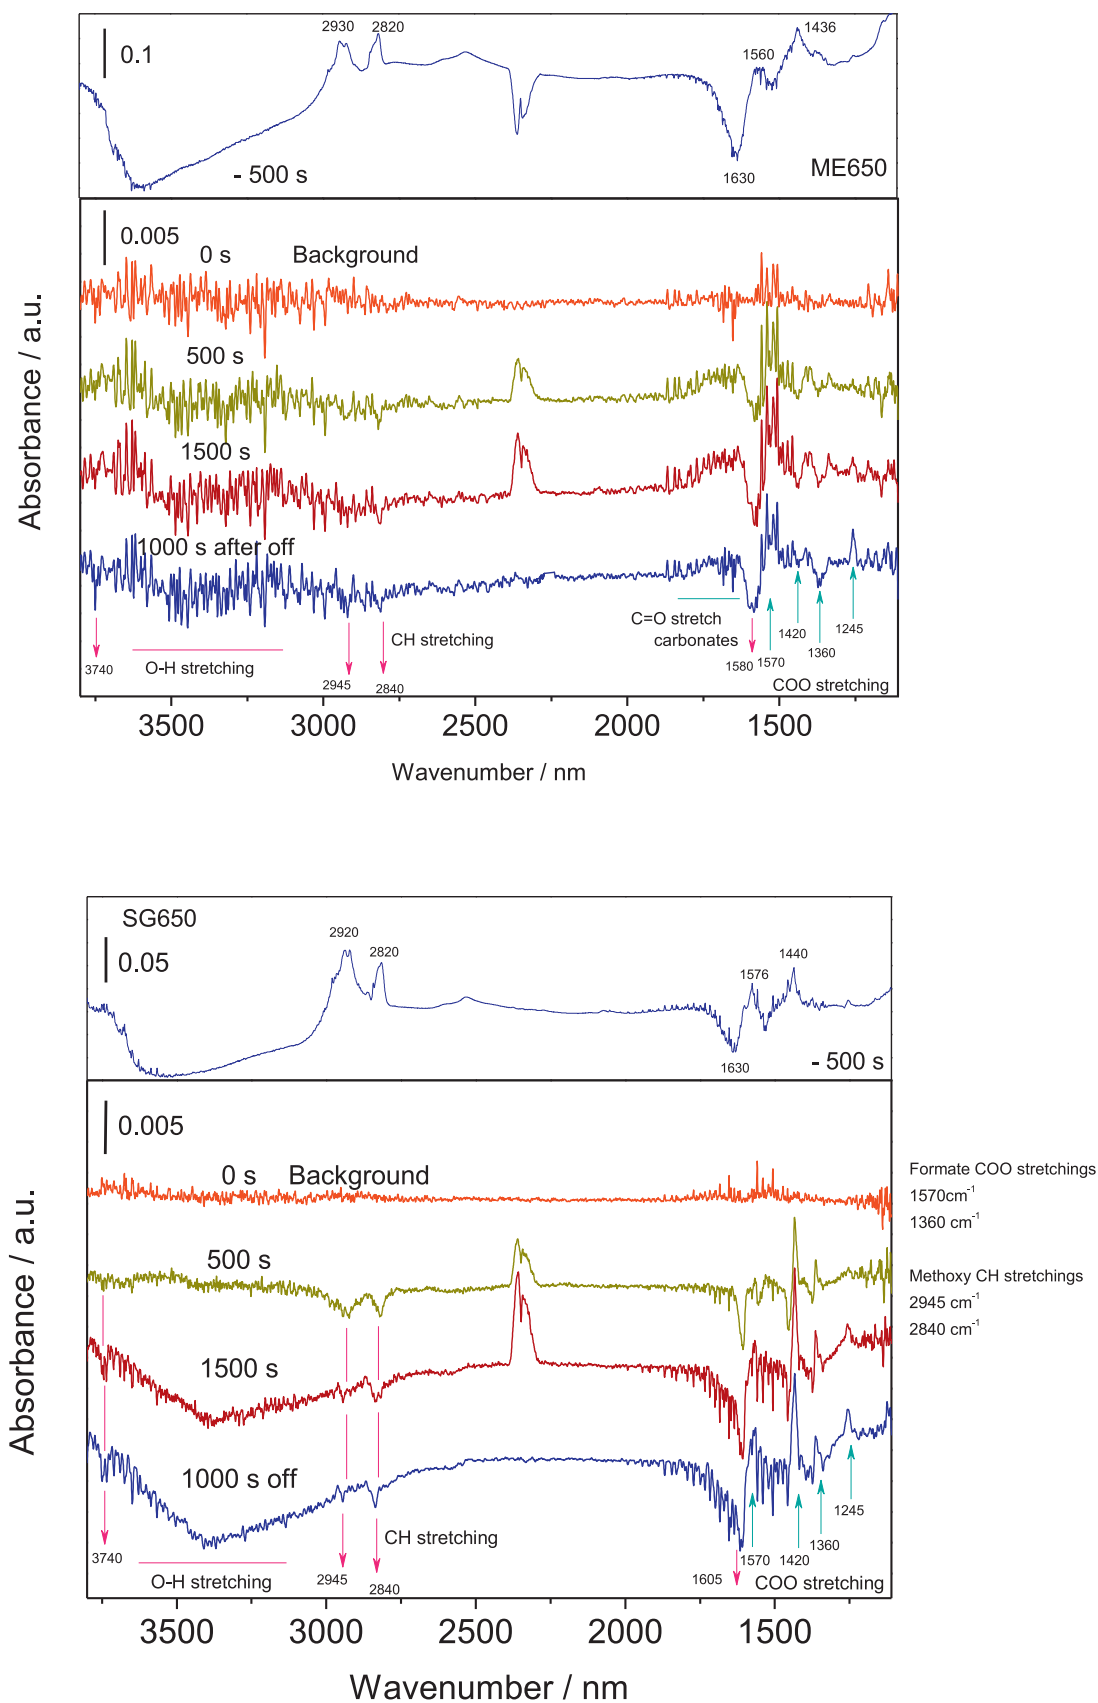 2930
2820
1436
0.1
1560
- 500 s
ME650
1630
0.005
0 s
Background
500 s
1500 s
1000 s after off
C=O stretch
carbonates
CH stretching
3740
O-H stretching
2945
2840
1580
1570
1420
1360
1245
COO stretching
3500
3000
2500
2000
1500
Absorbance / a.u.
Wavenumber / nm
SG650
2920
2820
1440
0.05
1576
1630
- 500 s
0.005
0 s
Background
500 s
1500 s
1000 s off
Formate COO stretchings
1570cm-1
1360 cm-1
Methoxy CH stretchings
2945 cm-1
2840 cm-1
CH stretching
3740
O-H stretching
2945
2840
1605
1570
1420
1360
1245
COO stretching
3500
3000
2500
2000
1500
Absorbance / a.u.
Wavenumber / nm